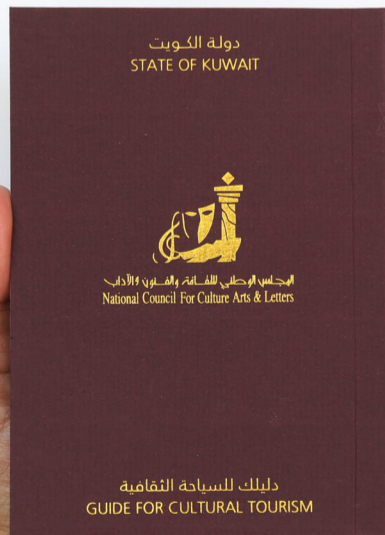 دولة الكويت
STATE OF KUWAIT
المجلس الوطني للثقافة والفنون والآداب
National Council For Culture Arts & Letters
دليلك للسياحة الثقافية
GUIDE FOR CULTURAL TOURISM